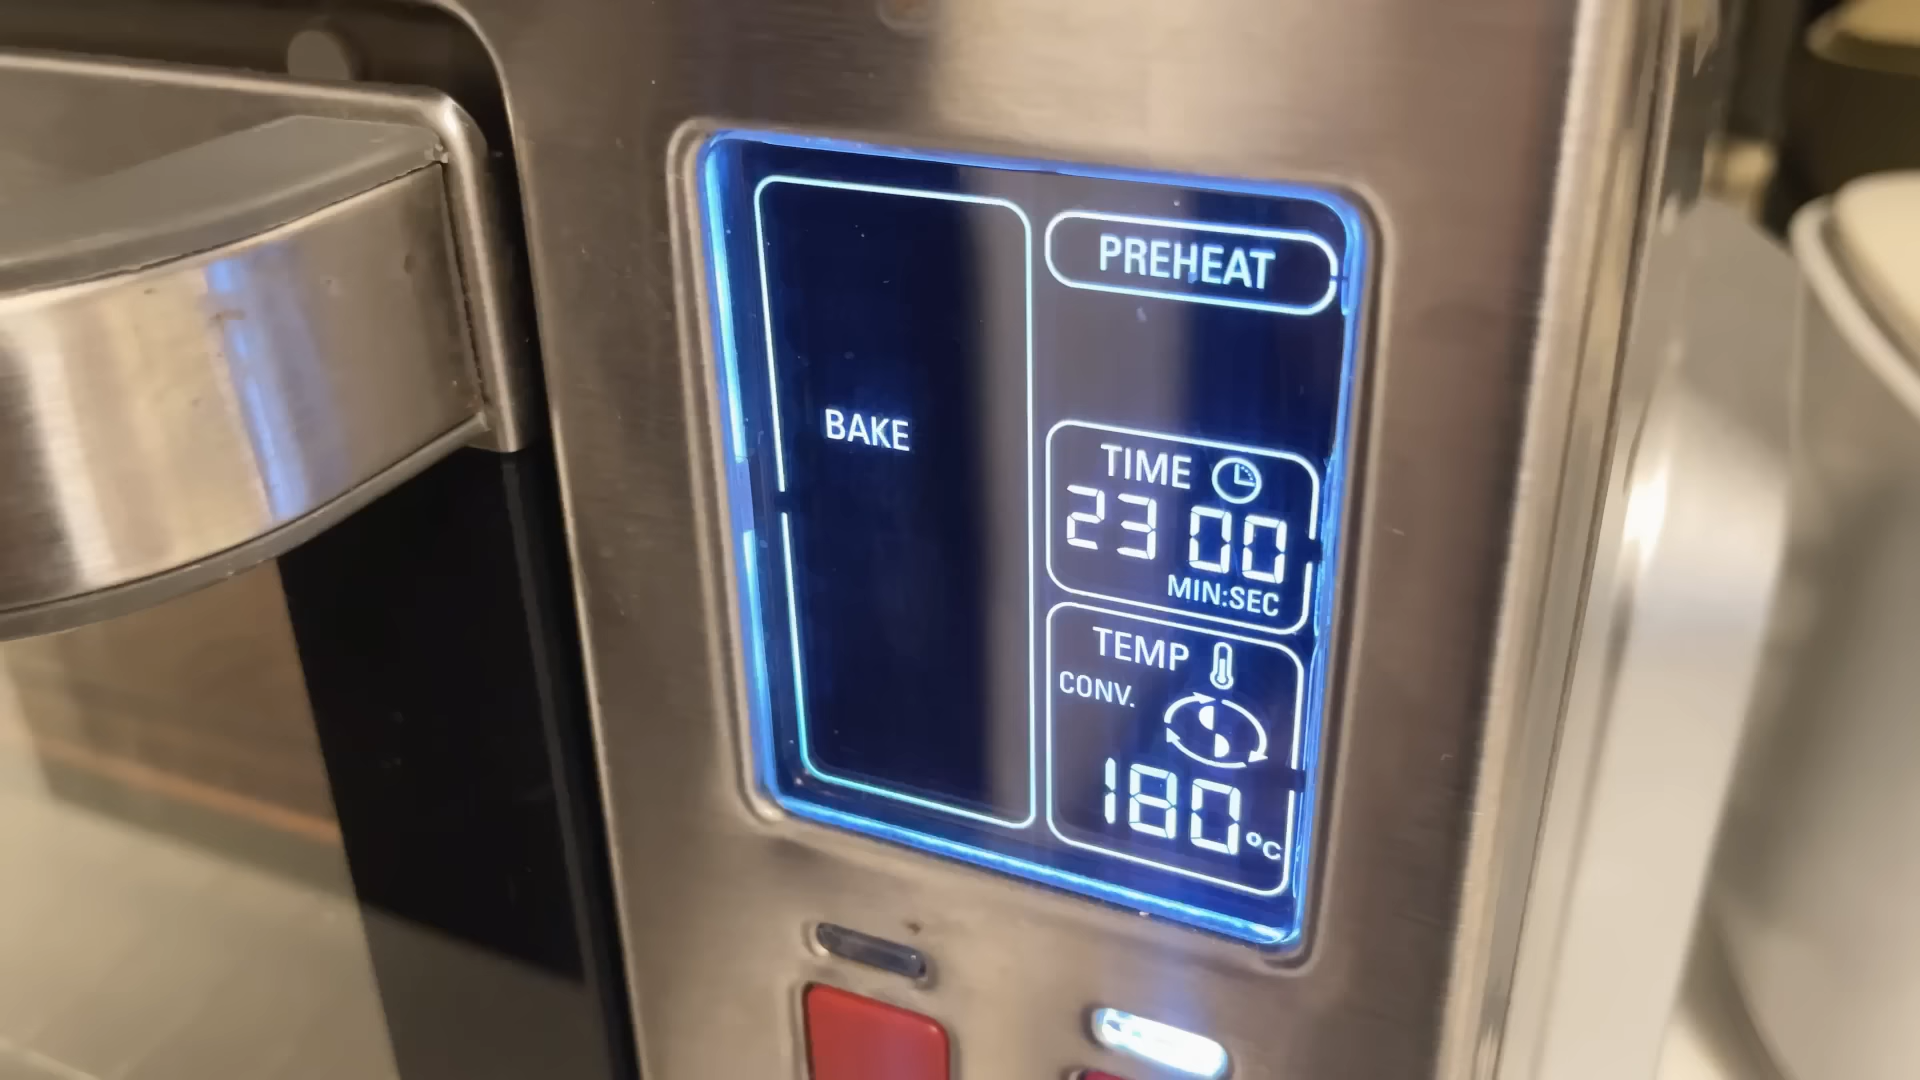 BAKE
PREHEAT
TIME
23 00
MIN:SEC
TEMP
CONV.
180°C